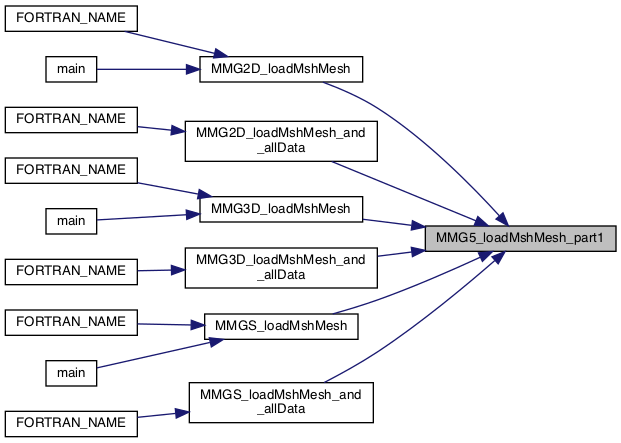 FORTRAN_NAME
main
MMG2D_loadMshMesh
FORTRAN_NAME
MMG2D_loadMshMesh_and
_allData
FORTRAN_NAME
main
MMG3D_loadMshMesh
MMG5_loadMshMesh_part1
FORTRAN_NAME
MMG3D_loadMshMesh_and
_allData
FORTRAN_NAME
main
MMGS_loadMshMesh
MMGS_loadMshMesh_and
_allData
FORTRAN_NAME